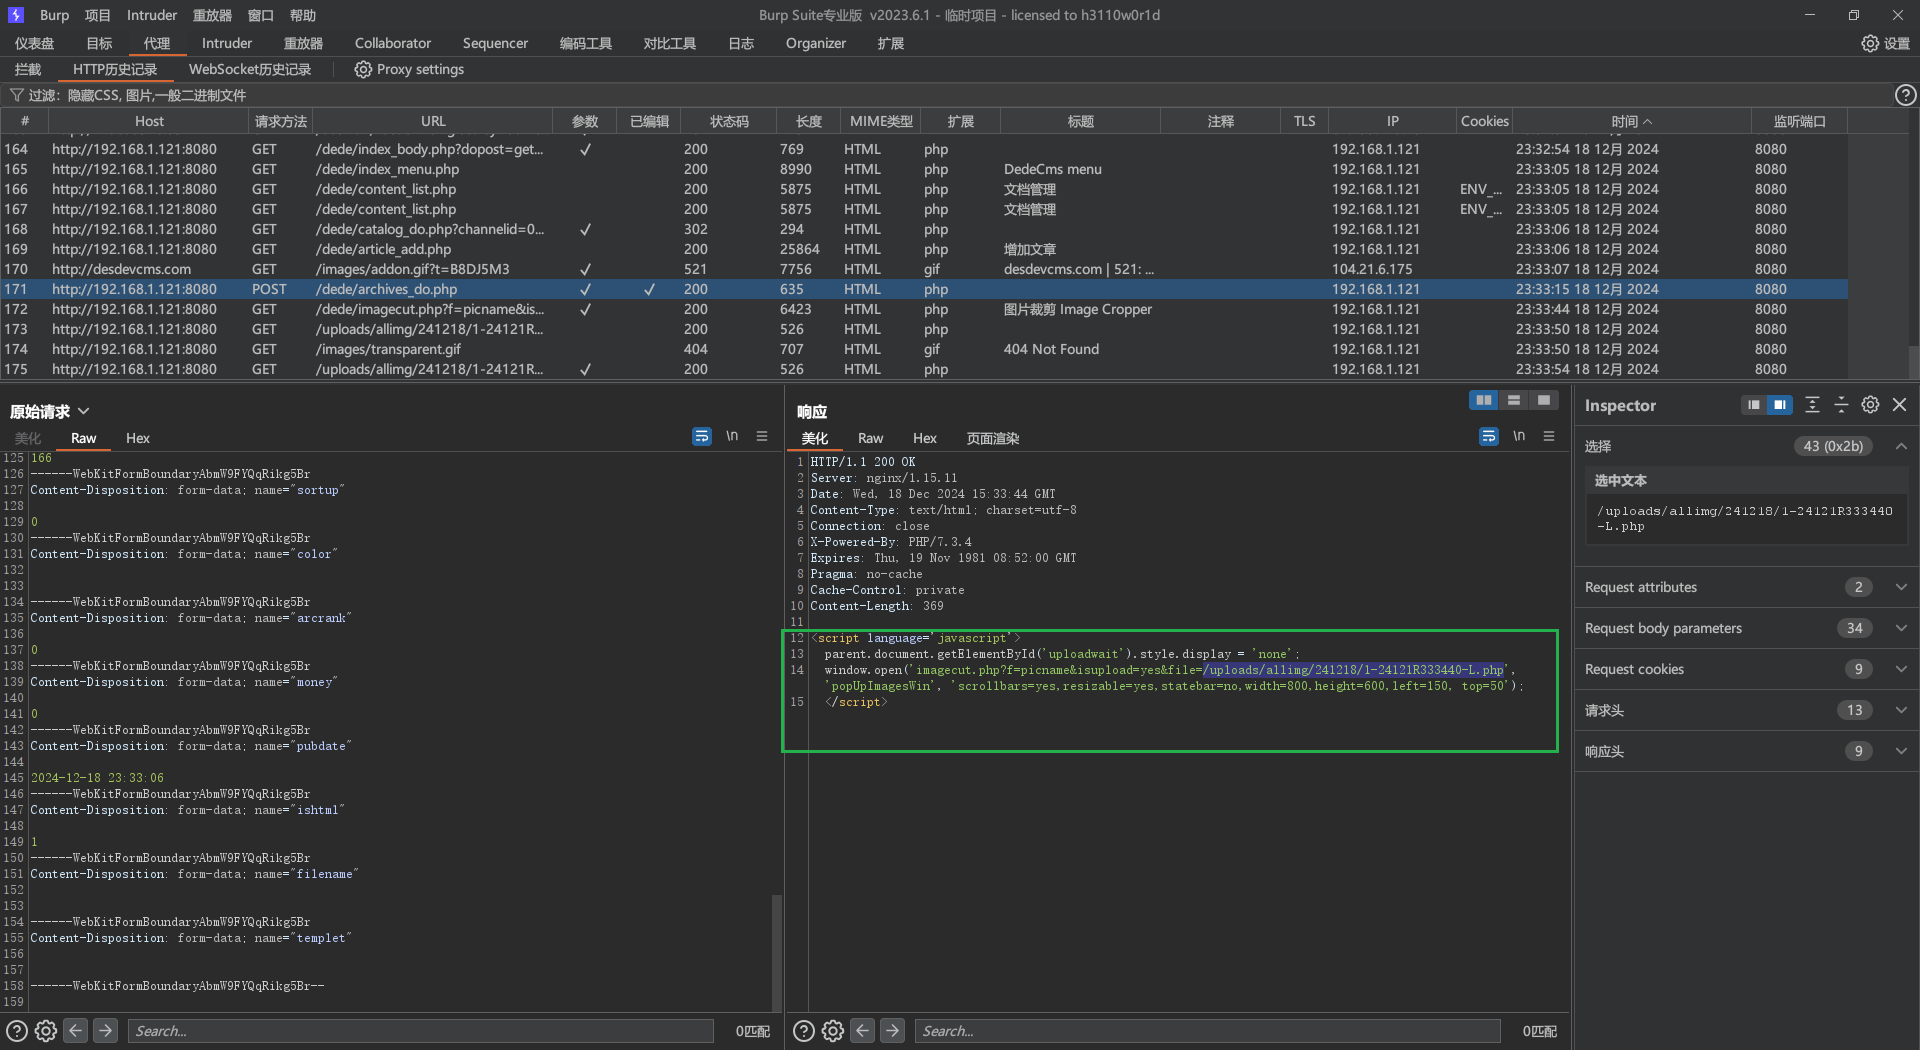 Burp 项目 Intruder 重放器 窗口 帮助 Burp Suite专业版 v2023.6.1 - 临时项目 - licensed to h3110w0r1d
仪表盘 目标 代理 Intruder 重放器 Collaborator Sequencer 编码工具 对比工具 日志 Organizer 扩展 设置
拦截 HTTP历史记录 WebSocket历史记录 Proxy settings
过滤: 隐藏CSS, 图片,一般二进制文件
# Host 请求方法 URL 参数 已编辑 状态码 长度 MIME类型 扩展 标题 注释 TLS IP Cookies 时间 监听端口
164 http://192.168.1.121:8080 GET /dede/index_body.php?dopost=get... ✓ 200 769 HTML php 192.168.1.121 23:32:54 18 12月 2024 8080
165 http://192.168.1.121:8080 GET /dede/index_menu.php 200 8990 HTML php DedeCms menu 192.168.1.121 23:33:05 18 12月 2024 8080
166 http://192.168.1.121:8080 GET /dede/content_list.php 200 5875 HTML php 文档管理 192.168.1.121 ENV_... 23:33:05 18 12月 2024 8080
167 http://192.168.1.121:8080 GET /dede/content_list.php 200 5875 HTML php 文档管理 192.168.1.121 ENV_... 23:33:05 18 12月 2024 8080
168 http://192.168.1.121:8080 GET /dede/catalog_do.php?channelid=0... ✓ 302 294 HTML php 192.168.1.121 23:33:06 18 12月 2024 8080
169 http://192.168.1.121:8080 GET /dede/article_add.php 200 25864 HTML php 增加文章 192.168.1.121 23:33:06 18 12月 2024 8080
170 http://desdevcms.com GET /images/addon.gif?t=B8DJ5M3 ✓ 521 7756 HTML gif desdevcms.com | 521: ... 104.21.6.175 23:33:07 18 12月 2024 8080
171 http://192.168.1.121:8080 POST /dede/archives_do.php ✓ ✓ 200 635 HTML php 192.168.1.121 23:33:15 18 12月 2024 8080
172 http://192.168.1.121:8080 GET /dede/imagecut.php?f=picname&is... ✓ 200 6423 HTML php 图片裁剪 Image Cropper 192.168.1.121 23:33:44 18 12月 2024 8080
173 http://192.168.1.121:8080 GET /uploads/allimg/241218/1-24121R... 200 526 HTML php 192.168.1.121 23:33:50 18 12月 2024 8080
174 http://192.168.1.121:8080 GET /images/transparent.gif 404 707 HTML gif 404 Not Found 192.168.1.121 23:33:50 18 12月 2024 8080
175 http://192.168.1.121:8080 GET /uploads/allimg/241218/1-24121R... ✓ 200 526 HTML php 192.168.1.121 23:33:54 18 12月 2024 8080
原始请求
美化 Raw Hex \n
125 166
126 ------WebKitFormBoundaryAbmW9FYQqRikg5Br
127 Content-Disposition: form-data; name="sortup"
128
129 0
130 ------WebKitFormBoundaryAbmW9FYQqRikg5Br
131 Content-Disposition: form-data; name="color"
132
133
134 ------WebKitFormBoundaryAbmW9FYQqRikg5Br
135 Content-Disposition: form-data; name="arcrank"
136
137 0
138 ------WebKitFormBoundaryAbmW9FYQqRikg5Br
139 Content-Disposition: form-data; name="money"
140
141 0
142 ------WebKitFormBoundaryAbmW9FYQqRikg5Br
143 Content-Disposition: form-data; name="pubdate"
144
145 2024-12-18 23:33:06
146 ------WebKitFormBoundaryAbmW9FYQqRikg5Br
147 Content-Disposition: form-data; name="ishtml"
148
149 1
150 ------WebKitFormBoundaryAbmW9FYQqRikg5Br
151 Content-Disposition: form-data; name="filename"
152
153
154 ------WebKitFormBoundaryAbmW9FYQqRikg5Br
155 Content-Disposition: form-data; name="templet"
156
157
158 ------WebKitFormBoundaryAbmW9FYQqRikg5Br--
159
Search... 0匹配
响应
美化 Raw Hex 页面渲染 \n
1 HTTP/1.1 200 OK
2 Server: nginx/1.15.11
3 Date: Wed, 18 Dec 2024 15:33:44 GMT
4 Content-Type: text/html; charset=utf-8
5 Connection: close
6 X-Powered-By: PHP/7.3.4
7 Expires: Thu, 19 Nov 1981 08:52:00 GMT
8 Pragma: no-cache
9 Cache-Control: private
10 Content-Length: 369
11
12 <script language='javascript'>
13 parent.document.getElementById('uploadwait').style.display = 'none';
14 window.open('imagecut.php?f=picname&isupload=yes&file=/uploads/allimg/241218/1-24121R333440-L.php',
'popUpImagesWin', 'scrollbars=yes,resizable=yes,statebar=no,width=800,height=600,left=150, top=50');
15 </script>
Search... 0匹配
Inspector
选择 43 (0x2b)
选中文本
/uploads/allimg/241218/1-24121R333440
-L.php
Request attributes 2
Request body parameters 34
Request cookies 9
请求头 13
响应头 9